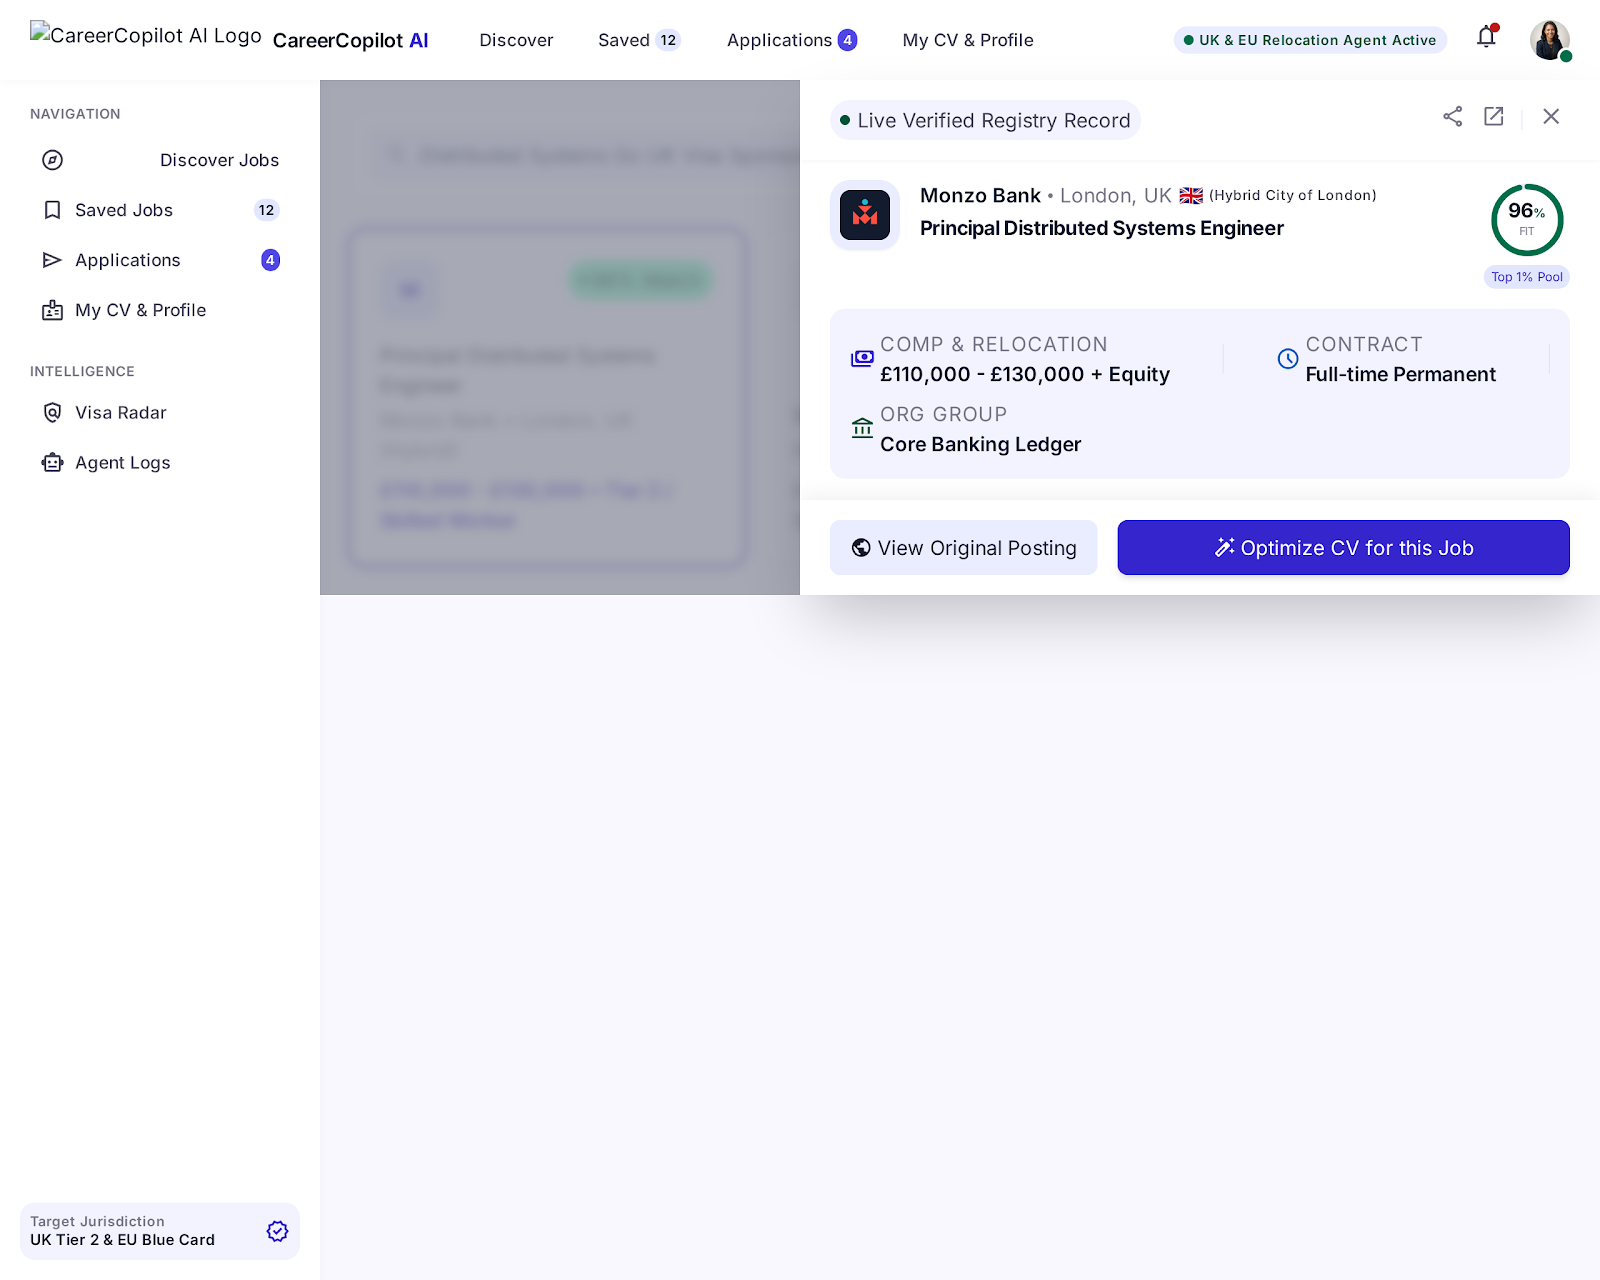 CareerCopilot AI Logo CareerCopilot AI Discover Saved 12 Applications 4 My CV & Profile UK & EU Relocation Agent Active
NAVIGATION
Discover Jobs
Saved Jobs 12
Applications 4
My CV & Profile
INTELLIGENCE
Visa Radar
Agent Logs
Target Jurisdiction
UK Tier 2 & EU Blue Card
Principal Distributed Systems
Engineer
Live Verified Registry Record
Monzo Bank • London, UK 🇬🇧 (Hybrid City of London)
Principal Distributed Systems Engineer
96%
FIT
Top 1% Pool
COMP & RELOCATION
£110,000 - £130,000 + Equity
CONTRACT
Full-time Permanent
ORG GROUP
Core Banking Ledger
View Original Posting
Optimize CV for this Job